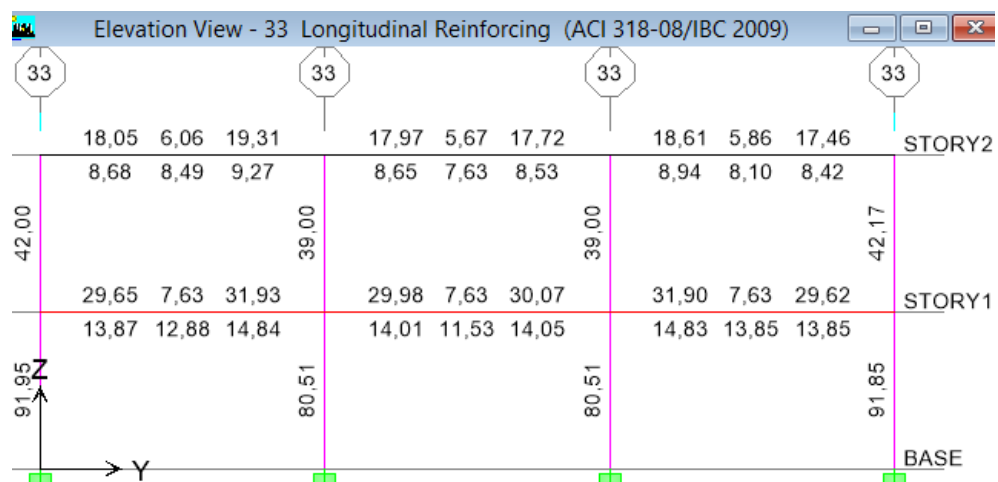 Elevation View - 33 Longitudinal Reinforcing (ACI 318-08/IBC 2009)
33 33 33 33
18,05 6,06 19,31 17,97 5,67 17,72 18,61 5,86 17,46 STORY2
8,68 8,49 9,27 8,65 7,63 8,53 8,94 8,10 8,42
42,00 39,00 39,00 42,17
29,65 7,63 31,93 29,98 7,63 30,07 31,90 7,63 29,62 STORY1
13,87 12,88 14,84 14,01 11,53 14,05 14,83 13,85 13,85
91,95 80,51 80,51 91,85
Z
Y
BASE